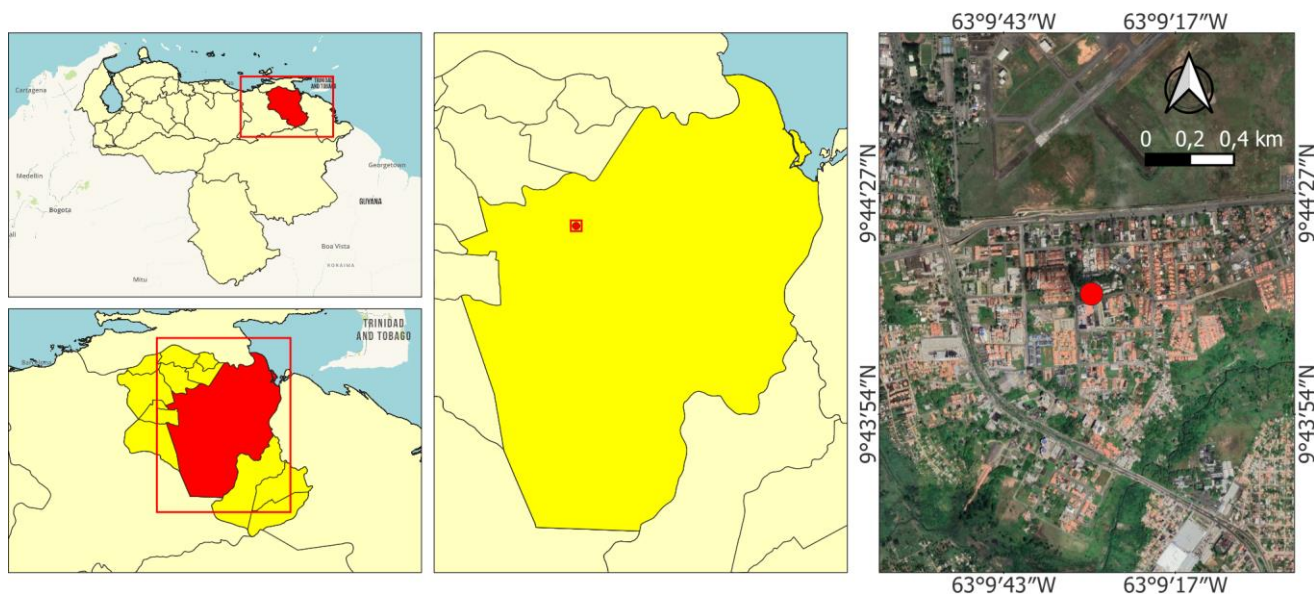 Cartagena
TRINIDAD
AND TOBAGO
Medellín
Bogota
all
Georgetown
GUYANA
Boa Vista
RORAIMA
Mitu
TRINIDAD
AND TOBAGO
63°9′43″W 63°9′17″W
0 0,2 0,4 km
9°44′27″N 9°44′27″N
9°43′54″N 9°43′54″N
63°9′43″W 63°9′17″W